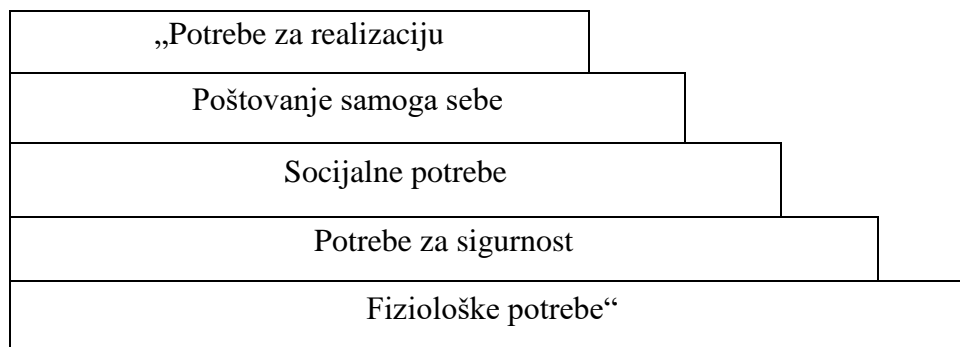 „Potrebe za realizaciju
Poštovanje samoga sebe
Socijalne potrebe
Potrebe za sigurnost
Fiziološke potrebe“